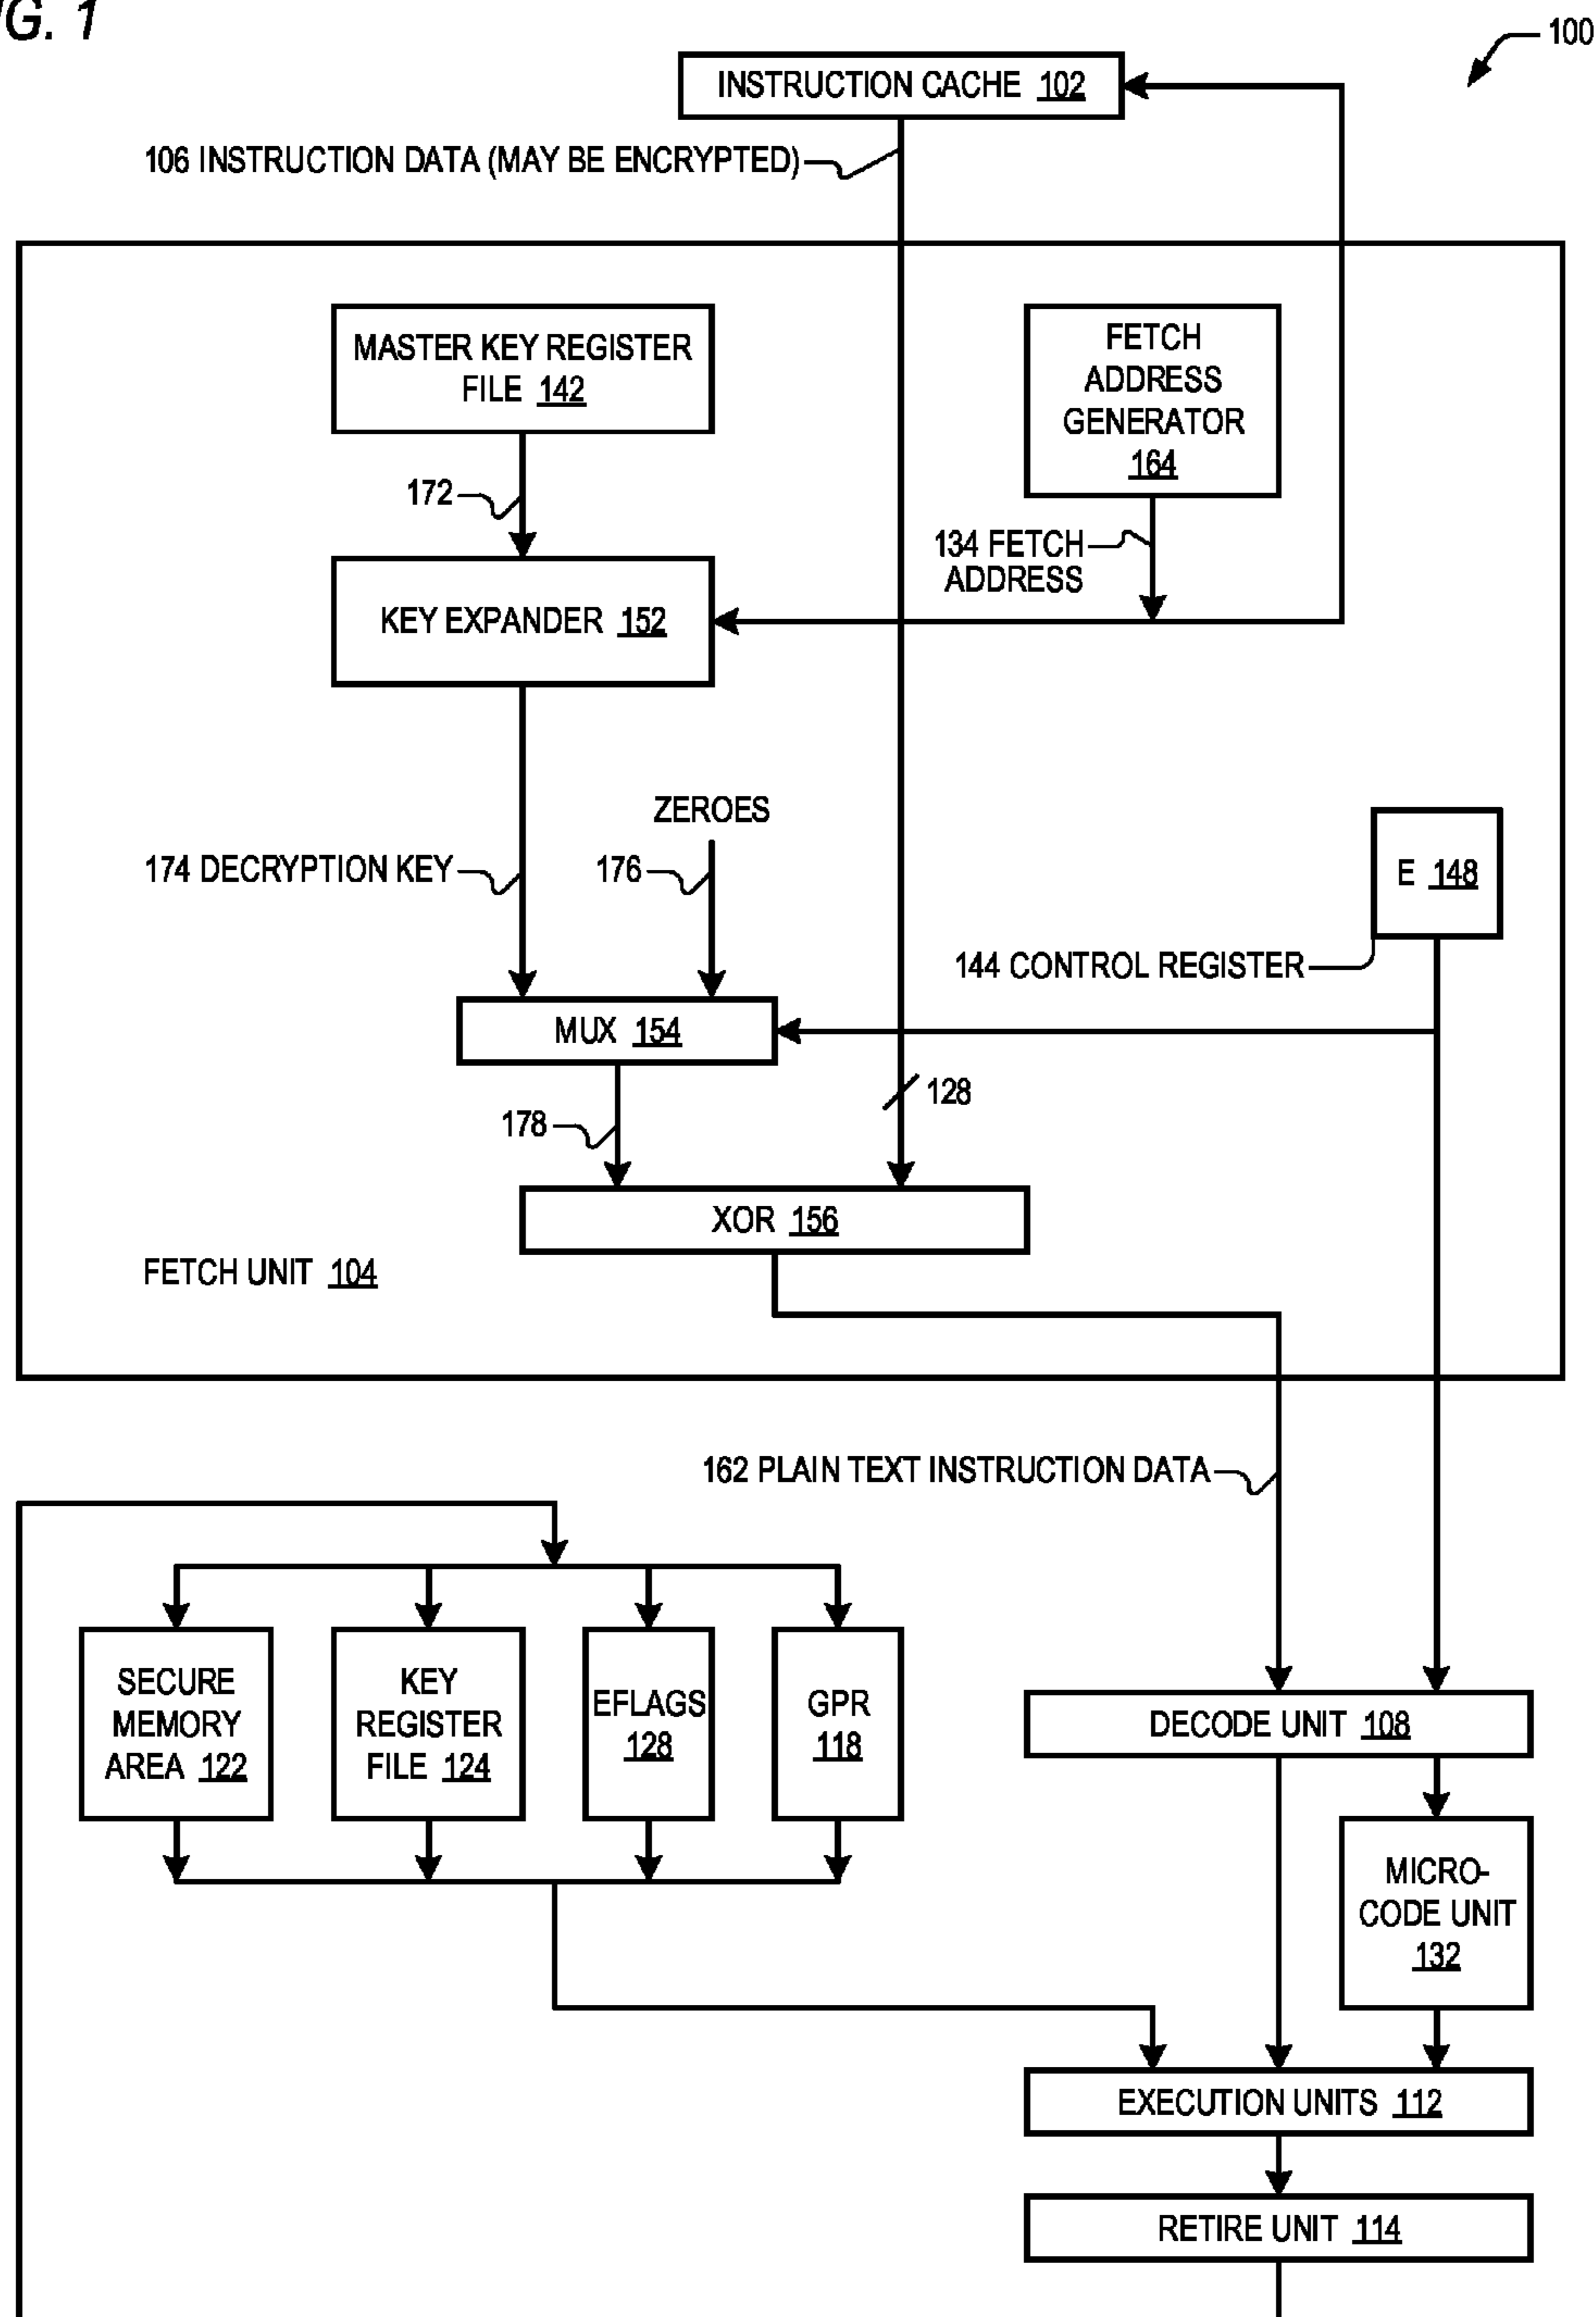 G. 1
100
INSTRUCTION CACHE 102
106 INSTRUCTION DATA (MAY BE ENCRYPTED)
MASTER KEY REGISTER
FILE 142
FETCH
ADDRESS
GENERATOR
164
172
134 FETCH
ADDRESS
KEY EXPANDER 152
ZEROES
174 DECRYPTION KEY
176
E 148
144 CONTROL REGISTER
MUX 154
128
178
XOR 156
FETCH UNIT 104
162 PLAIN TEXT INSTRUCTION DATA
SECURE
MEMORY
AREA 122
KEY
REGISTER
FILE 124
EFLAGS
128
GPR
118
DECODE UNIT 108
MICRO-
CODE UNIT
132
EXECUTION UNITS 112
RETIRE UNIT 114